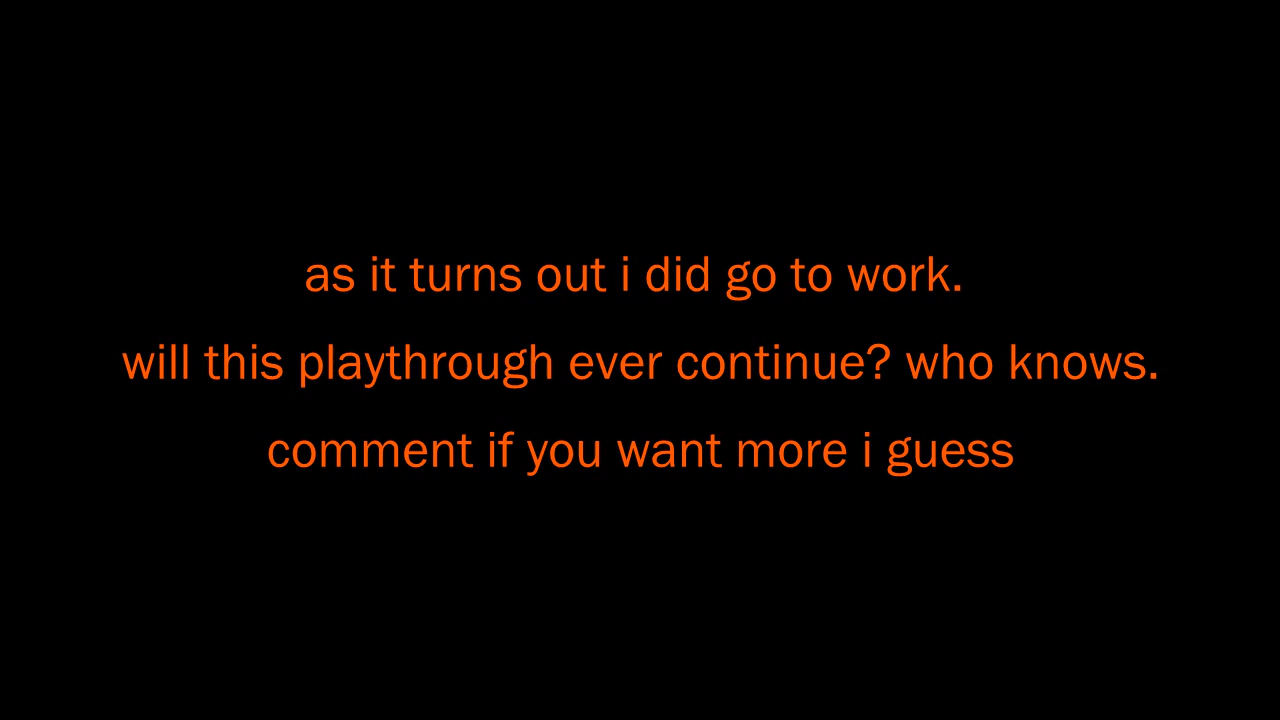 as it turns out i did go to work.
will this playthrough ever continue? who knows.
comment if you want more i guess